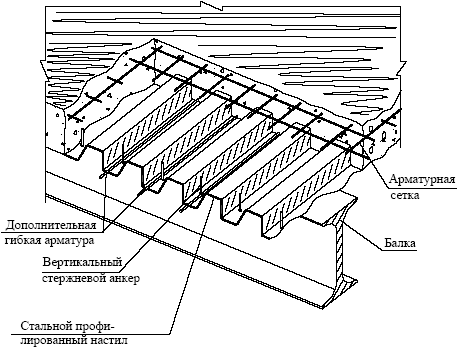 Арматурная
сетка
Дополнительная
гибкая арматура
Балка
Вертикальный
стержневой анкер
Стальной профи-
лированный настил